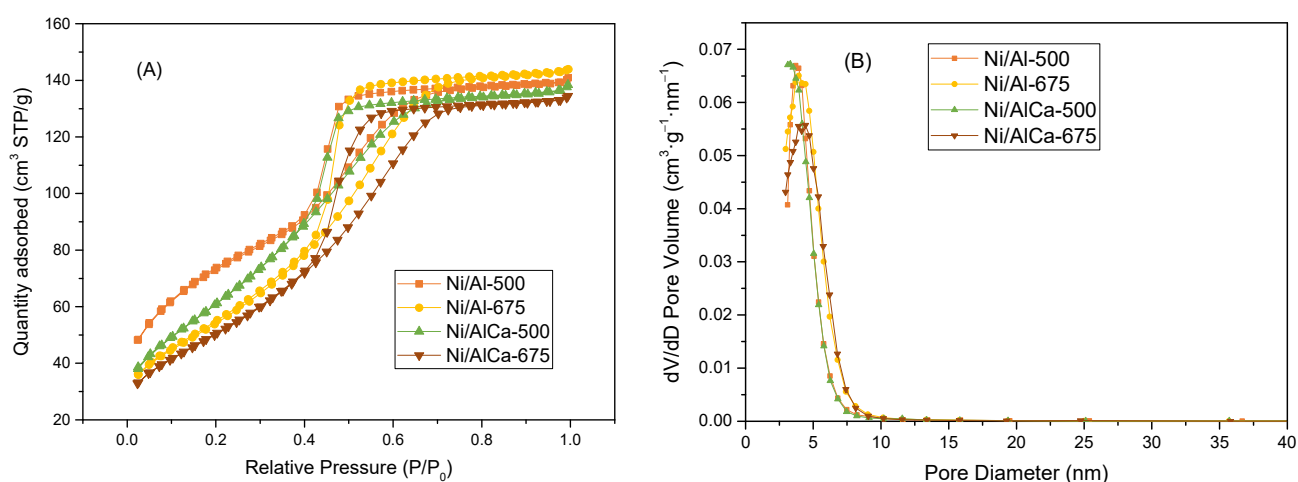 (A)
Quantity adsorbed (cm³ STP/g)
160
140
120
100
80
60
40
20
0.0
0.2
0.4
0.6
0.8
1.0
Relative Pressure (P/P₀)
Ni/Al-500
Ni/Al-675
Ni/AlCa-500
Ni/AlCa-675
(B)
dV/dD Pore Volume (cm³·g⁻¹·nm⁻¹)
0.07
0.06
0.05
0.04
0.03
0.02
0.01
0.00
0
5
10
15
20
25
30
35
40
Pore Diameter (nm)
Ni/Al-500
Ni/Al-675
Ni/AlCa-500
Ni/AlCa-675